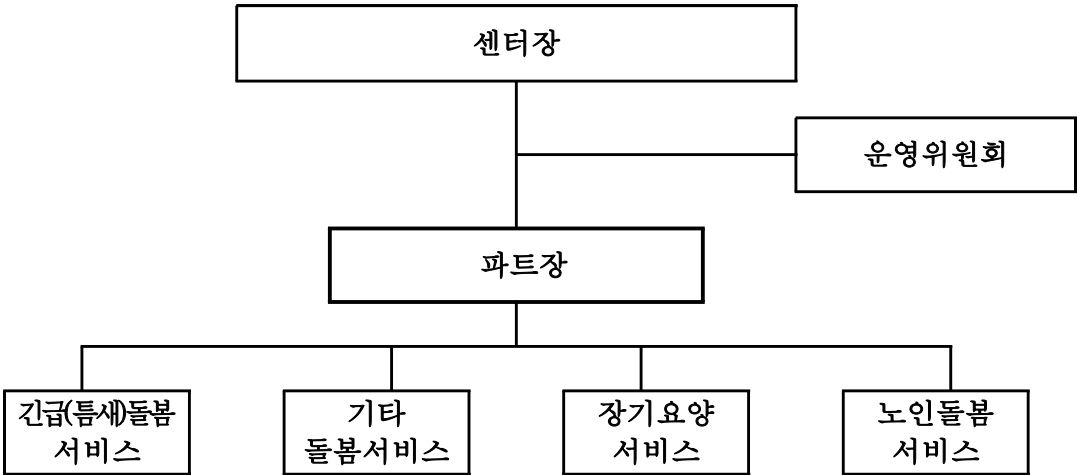 센터장
운영위원회
파트장
긴급(틈새)돌봄
서비스
기타
돌봄서비스
장기요양
서비스
노인돌봄
서비스